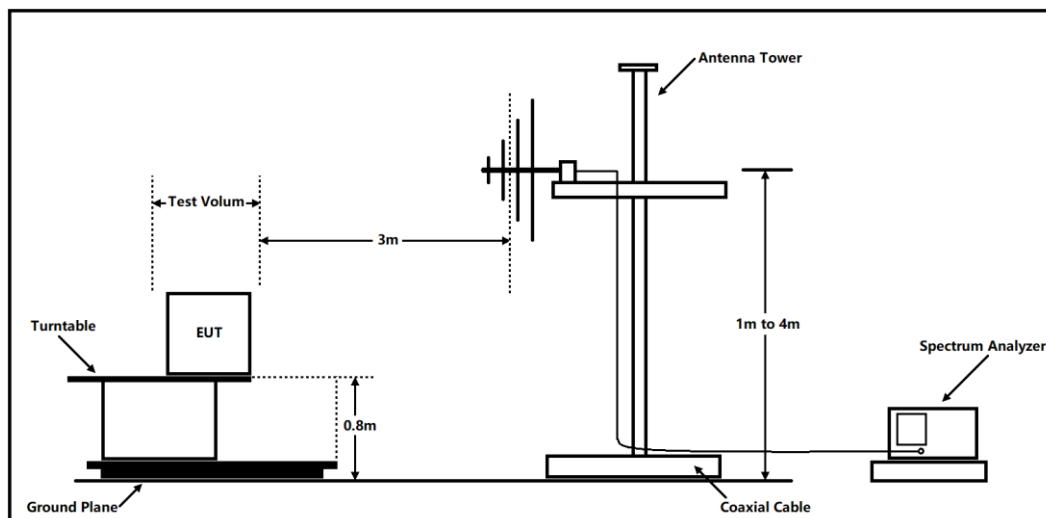 Antenna Tower
Test Volum
3m
Turntable
EUT
1m to 4m
Spectrum Analyzer
0.8m
Ground Plane
Coaxial Cable